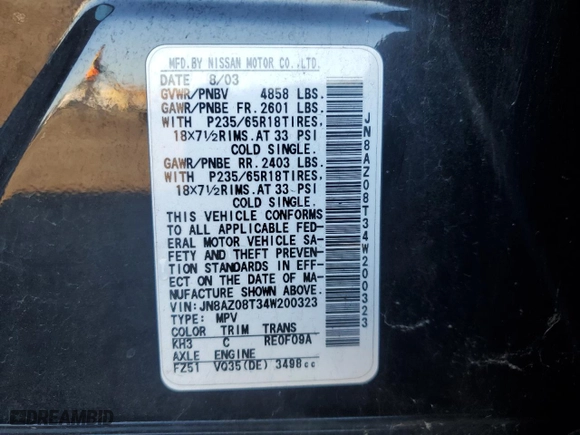 MFD.BY NISSAN MOTOR CO.,LTD.
DATE 8/03
GVWR/PNBV 4858 LBS.
GAWR/PNBE FR. 2601 LBS.
WITH P235/65R18TIRES,
18×7½RIMS.AT 33 PSI
COLD SINGLE.
GAWR/PNBE RR. 2403 LBS.
WITH P235/65R18TIRES,
18×7½RIMS.AT 33 PSI
COLD SINGLE.
THIS VEHICLE CONFORMS
TO ALL APPLICABLE FED-
ERAL MOTOR VEHICLE SA-
FETY AND THEFT PREVEN-
TION STANDARDS IN EFF-
ECT ON THE DATE OF MA-
NUFACTURE SHOWN ABOVE.
VIN:JN8AZ08T34W200323
TYPE: MPV
COLOR TRIM TRANS
KH3 C RE0F09A
AXLE ENGINE
FZ51 VQ35(DE) 3498cc
JN8AZ08T34W200323
DREAMBID